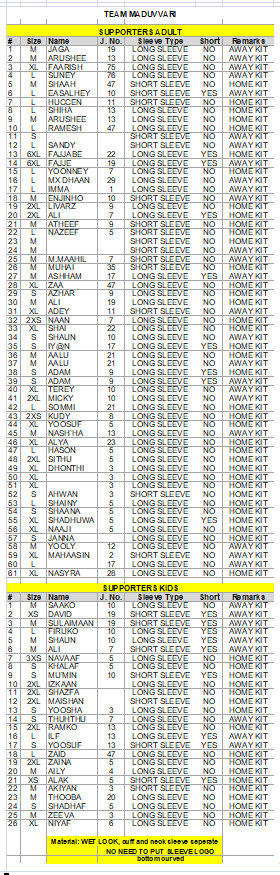 TEAM MADUVVARI
SUPPORTERS ADULT
# Size Name J. No. Sleeve Type Short Remarks
1 M JAGA 7 LONG SLEEVE NO AWAY KIT
2 M ARUSHEE 13 LONG SLEEVE NO AWAY KIT
3 XL FAARISH 75 LONG SLEEVE NO AWAY KIT
4 L SUNEY 76 LONG SLEEVE NO AWAY KIT
5 M SHAAH 47 SHORT SLEEVE NO AWAY KIT
6 L EASALHEY 10 SHORT SLEEVE YES AWAY KIT
7 L HUCCEN 11 SHORT SLEEVE NO HOME KIT
8 L SHIHA 13 LONG SLEEVE NO HOME KIT
9 M ARUSHEE 13 LONG SLEEVE NO HOME KIT
10 L RAMESH 47 LONG SLEEVE NO HOME KIT
11 S SHORT SLEEVE NO AWAY KIT
12 L SANDY LONG SLEEVE NO AWAY KIT
13 6XL FAJJABE 22 LONG SLEEVE YES HOME KIT
14 6XL FAJJE 19 LONG SLEEVE YES AWAY KIT
15 L YOONNEY 7 LONG SLEEVE NO AWAY KIT
16 L MX DHAAN 29 LONG SLEEVE NO AWAY KIT
17 L IMMA 1 LONG SLEEVE NO AWAY KIT
18 M ENJINHO 10 SHORT SLEEVE NO AWAY KIT
19 2XL LIVARZ 9 LONG SLEEVE NO HOME KIT
20 2XL ALI 7 SHORT SLEEVE YES HOME KIT
21 M ATHEEF 9 SHORT SLEEVE NO AWAY KIT
22 L NAZEEF 5 SHORT SLEEVE NO AWAY KIT
23 M SHORT SLEEVE NO AWAY KIT
24 M SHORT SLEEVE NO AWAY KIT
25 M M.MAAHIL 7 SHORT SLEEVE NO AWAY KIT
26 M MUHAI 35 SHORT SLEEVE NO HOME KIT
27 M ASHHAM 17 SHORT SLEEVE YES AWAY KIT
28 XL ZAA 47 LONG SLEEVE NO HOME KIT
29 S AZHAR 9 LONG SLEEVE NO HOME KIT
30 M ALI 19 LONG SLEEVE NO HOME KIT
31 XL ADEY 11 SHORT SLEEVE NO AWAY KIT
32 2XS NAAN 7 LONG SLEEVE NO HOME KIT
33 XL SHAI 22 LONG SLEEVE NO HOME KIT
34 S SHAUN 10 LONG SLEEVE NO AWAY KIT
35 S 17 LONG SLEEVE YES HOME KIT
36 M AALU 21 LONG SLEEVE NO HOME KIT
37 M AALU 21 LONG SLEEVE NO AWAY KIT
38 S ADAM 9 LONG SLEEVE YES HOME KIT
39 S ADAM 9 LONG SLEEVE YES AWAY KIT
40 XL TEREY 10 LONG SLEEVE NO AWAY KIT
41 2XL MICKY 10 LONG SLEEVE NO AWAY KIT
42 L SOMMI 21 LONG SLEEVE NO HOME KIT
43 2XS KUDY 8 LONG SLEEVE NO HOME KIT
44 XL YOOSUF 5 LONG SLEEVE NO HOME KIT
45 M NASH'HA 13 LONG SLEEVE NO AWAY KIT
46 XL ALYA 23 LONG SLEEVE NO HOME KIT
47 L HASON 5 LONG SLEEVE NO HOME KIT
48 2XL SITHU 5 LONG SLEEVE NO HOME KIT
49 XL DHONTHI 3 LONG SLEEVE NO HOME KIT
50 XL 3 LONG SLEEVE NO HOME KIT
51 XL 3 LONG SLEEVE NO HOME KIT
52 S AHWAN 3 SHORT SLEEVE NO HOME KIT
53 L SHAINY 5 LONG SLEEVE NO HOME KIT
54 S SHAANA 5 LONG SLEEVE NO HOME KIT
55 XL SHADHUWA 5 LONG SLEEVE YES HOME KIT
56 XL NAAJI 5 LONG SLEEVE NO HOME KIT
57 S JANNA LONG SLEEVE NO HOME KIT
58 M YOOLY 12 LONG SLEEVE NO AWAY KIT
59 XL MAHAASIN 2 SHORT SLEEVE NO AWAY KIT
60 L 17 LONG SLEEVE NO AWAY KIT
61 XL NASYRA 26 LONG SLEEVE NO HOME KIT
SUPPORTERS KIDS
# Size Name J. No. Sleeve Type Short Remarks
1 M SAAKO 10 LONG SLEEVE NO AWAY KIT
2 XS DAVID 19 SHORT SLEEVE YES AWAY KIT
3 M SULAIMAAN 19 SHORT SLEEVE YES AWAY KIT
4 L FIRUKO 10 LONG SLEEVE YES AWAY KIT
5 M SHAUN 10 SHORT SLEEVE YES AWAY KIT
6 M ALI 7 SHORT SLEEVE YES AWAY KIT
7 3XS NAVAAF 5 LONG SLEEVE NO HOME KIT
8 S KHALAF 5 LONG SLEEVE NO HOME KIT
9 S MUMIN 10 SHORT SLEEVE YES HOME KIT
10 2XL EZKAAN LONG SLEEVE NO HOME KIT
11 2XL SHAZFA LONG SLEEVE NO HOME KIT
12 2XL MAISHAN SHORT SLEEVE NO HOME KIT
13 S YOOSHA 3 LONG SLEEVE NO HOME KIT
14 S THUHTHU 7 LONG SLEEVE NO AWAY KIT
15 2XL RAMKO 13 LONG SLEEVE NO HOME KIT
16 L ILF 13 LONG SLEEVE YES AWAY KIT
17 S YOOSUF 13 SHORT SLEEVE YES HOME KIT
18 L ZAID 47 LONG SLEEVE NO HOME KIT
19 2XL ZAINA 5 LONG SLEEVE NO HOME KIT
20 M AILY 4 LONG SLEEVE NO HOME KIT
21 XS ALAK 5 SHORT SLEEVE YES HOME KIT
22 M AKIYAN 3 SHORT SLEEVE NO HOME KIT
23 M THOOBA 20 LONG SLEEVE NO HOME KIT
24 S SHADHAF 5 LONG SLEEVE NO HOME KIT
25 M ZEEVA 3 LONG SLEEVE NO HOME KIT
26 XL NIYAF 6 LONG SLEEVE NO HOME KIT
Material: WET LOOK, cuff and neck sleeve seperate
NO NEED TO PUT SLEEVE LOGO
bottom curved